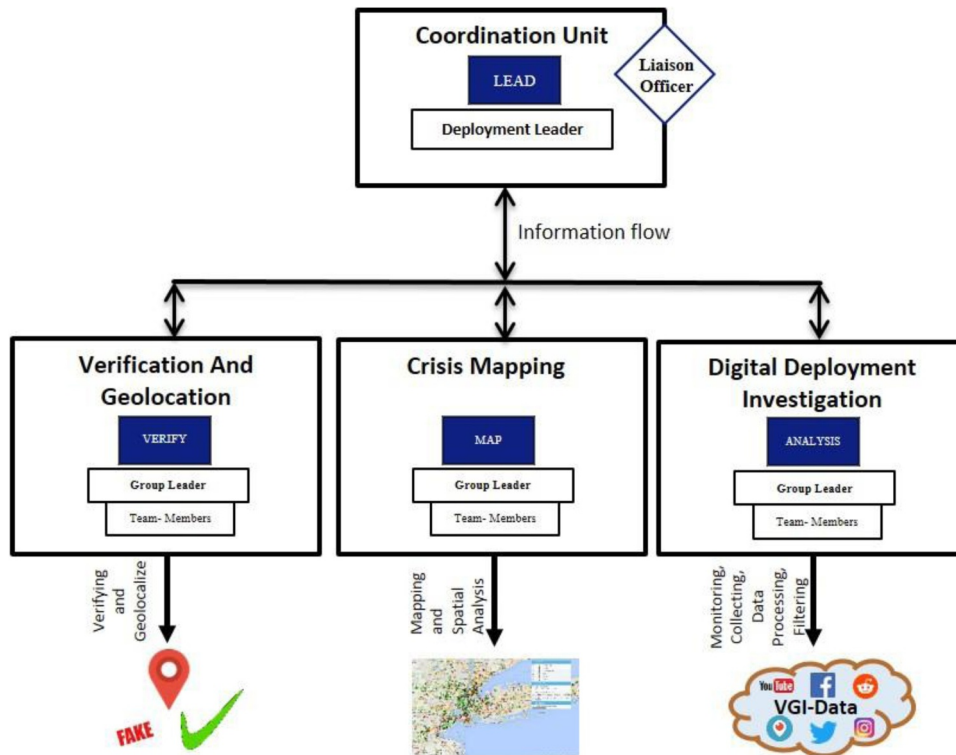 Coordination Unit
LEAD
Deployment Leader
Liaison
Officer
Information flow
Verification And
Geolocation
VERIFY
Group Leader
Team- Members
Crisis Mapping
MAP
Group Leader
Team- Members
Digital Deployment
Investigation
ANALYSIS
Group Leader
Team- Members
Verifying
and
Geolocalize
Mapping
and
Spatial
Analysis
Monitoring,
Collecting,
Data
Processing,
Filtering
FAKE
YouTube
VGI-Data